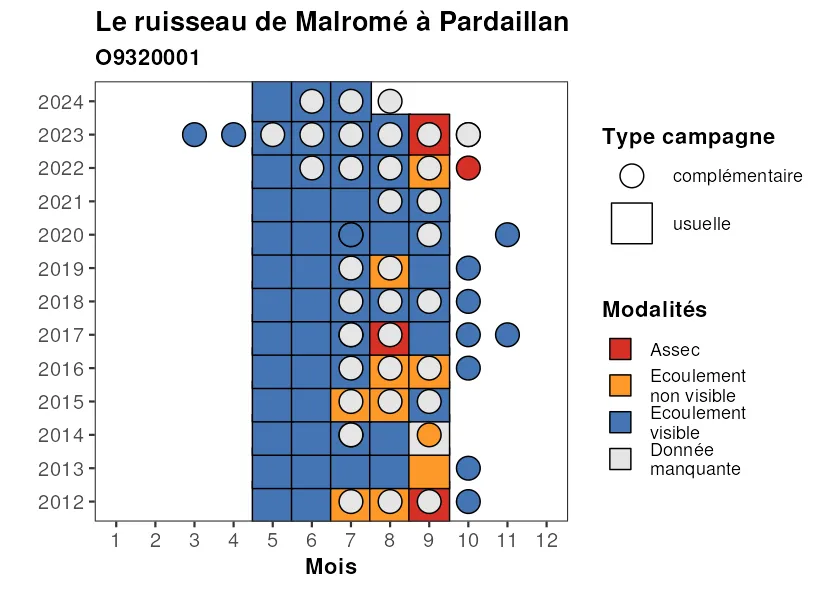 Le ruisseau de Malromé à Pardaillan
O9320001
2024
2023
2022
2021
2020
2019
2018
2017
2016
2015
2014
2013
2012
1 2 3 4 5 6 7 8 9 10 11 12
Mois
Type campagne
complémentaire
usuelle
Modalités
Assec
Ecoulement
non visible
Ecoulement
visible
Donnée
manquante